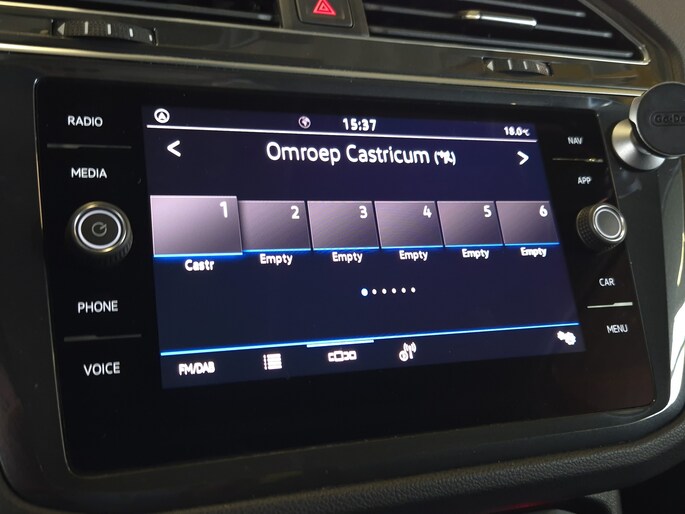 RADIO
MEDIA
PHONE
VOICE
15:37
18.0°C
< Omroep Castricum >
1 2 3 4 5 6
Castr Empty Empty Empty Empty Empty
FM/DAB
NAV
APP
CAR
MENU